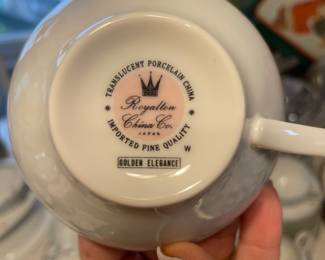 TRANSLUCENT PORCELAIN CHINA
Royalton
China Co.
JAPAN
IMPORTED FINE QUALITY
W
GOLDEN ELEGANCE